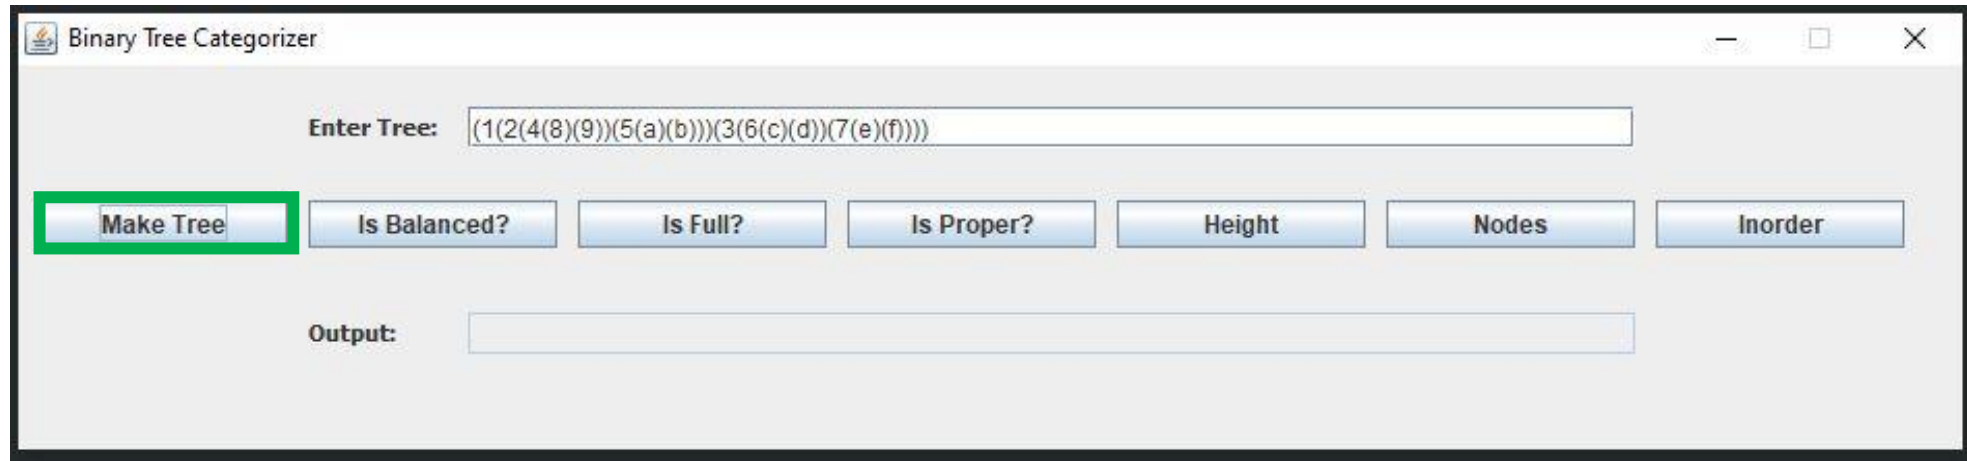 Binary Tree Categorizer
Enter Tree: (1(2(4(8)(9))(5(a)(b)))(3(6(c)(d))(7(e)(f))))
Make Tree Is Balanced? Is Full? Is Proper? Height Nodes Inorder
Output: